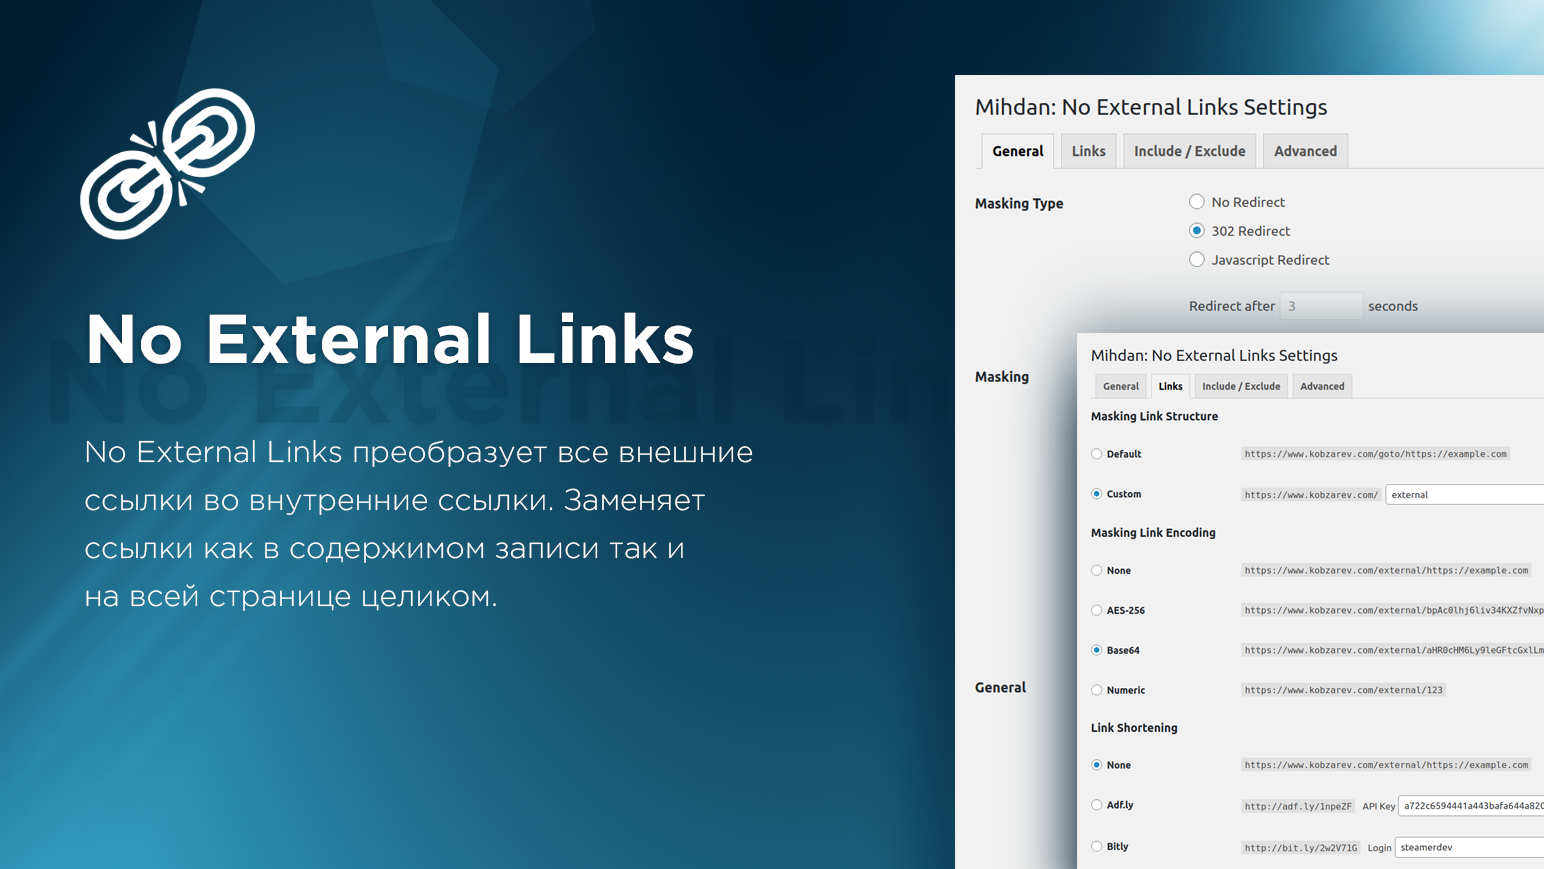 No External Links
No External Links преобразует все внешние
ссылки во внутренние ссылки. Заменяет
ссылки как в содержимом записи так и
на всей странице целиком.
Mihdan: No External Links Settings
General Links Include / Exclude Advanced
Masking Type
No Redirect
302 Redirect
Javascript Redirect
Redirect after 3 seconds
Masking
General
Mihdan: No External Links Settings
General Links Include / Exclude Advanced
Masking Link Structure
Default https://www.kobzarev.com/goto/https://example.com
Custom https://www.kobzarev.com/ external
Masking Link Encoding
None https://www.kobzarev.com/external/https://example.com
AES-256 https://www.kobzarev.com/external/bpAc0lhj6liv34KXZfvNxp
Base64 https://www.kobzarev.com/external/aHR0cHM6Ly9leGFtcGxlLm
Numeric https://www.kobzarev.com/external/123
Link Shortening
None https://www.kobzarev.com/external/https://example.com
Adf.ly http://adf.ly/1npeZF API Key a722c6594441a443bafa644a820
Bitly http://bit.ly/2w2V71G Login steamerdev